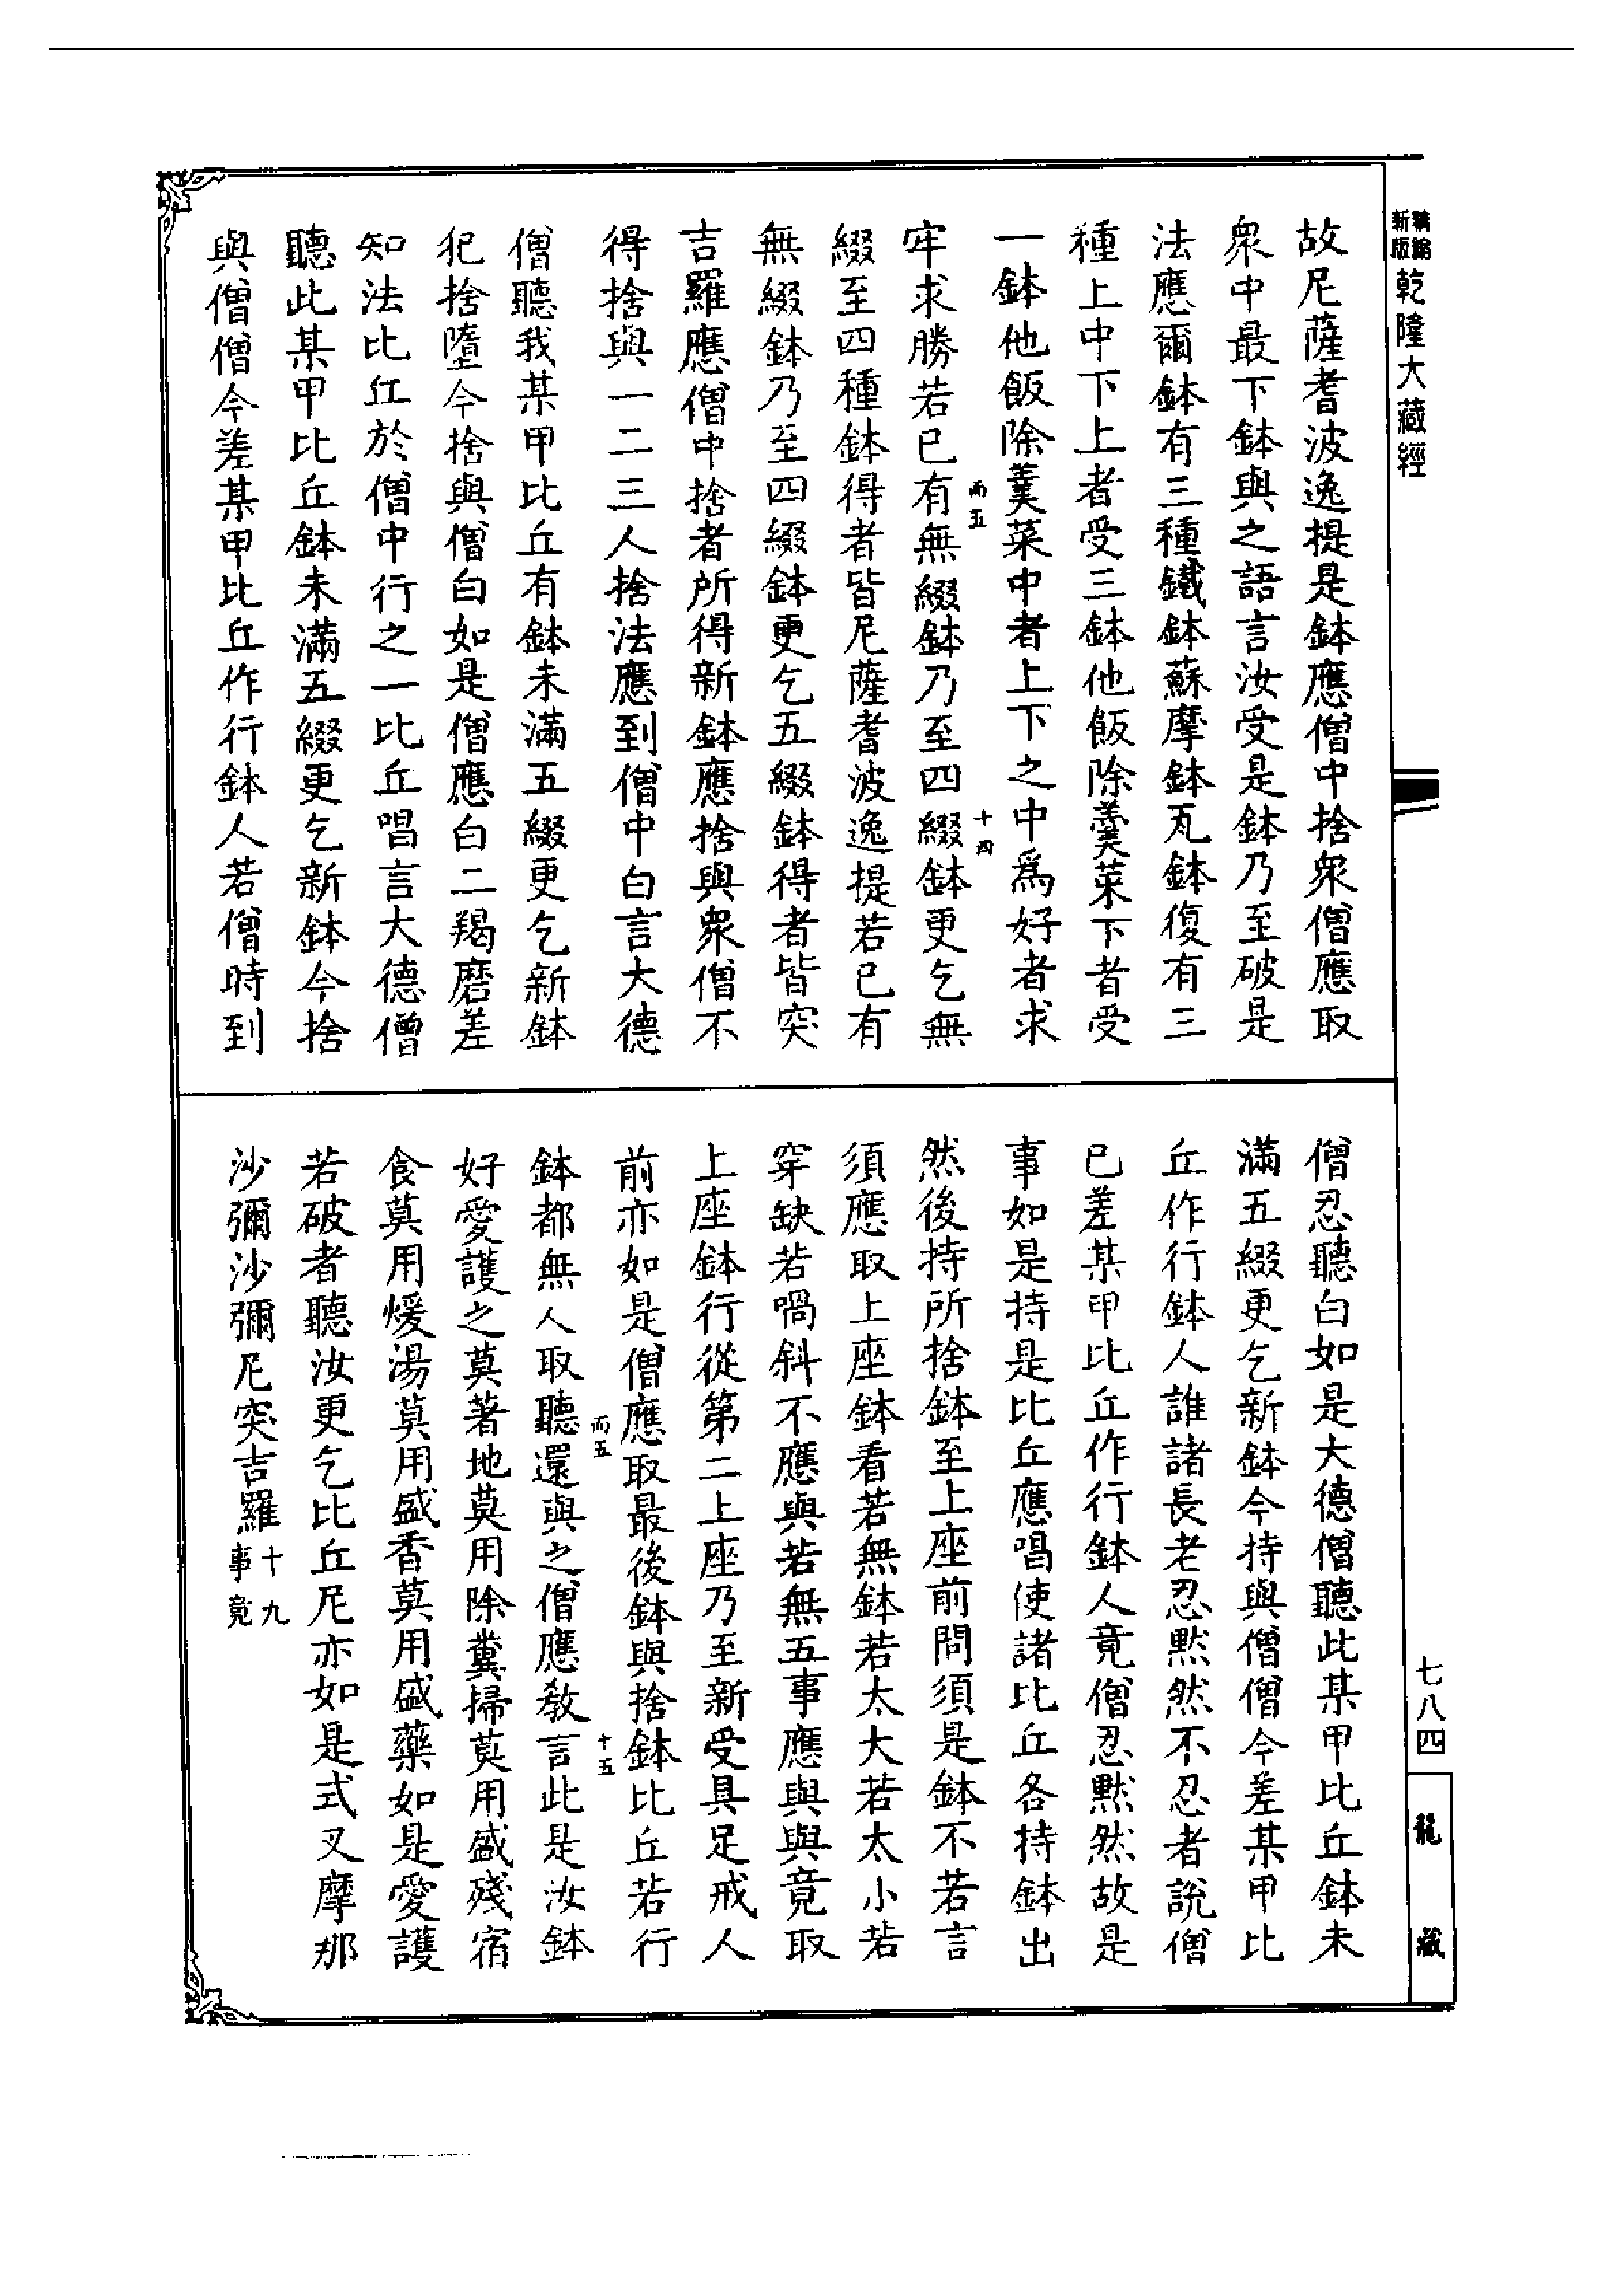 新編縮版 乾隆大藏經
故尼薩耆波逸提是鉢應僧中捨衆僧應取
衆中最下鉢與之語言汝受是鉢乃至破是
法應爾鉢有三種鐵鉢蘇摩鉢瓦鉢復有三
種上中下上者受三鉢他飯除羹菜下者受
一鉢他飯除羹菜中者上下之中爲好者求
牢求勝若已有無綴鉢乃至四綴鉢更乞無
綴至四種鉢得者皆尼薩耆波逸提若已有
無綴鉢乃至四綴鉢更乞五綴鉢得者皆突
吉羅應僧中捨者所得新鉢應捨與衆僧不
得捨與一二三人捨法應到僧中白言大德
僧聽我某甲比丘有鉢未滿五綴更乞新鉢
犯捨墮今捨與僧白如是僧應白二羯磨差
知法比丘於僧中行之一比丘唱言大德僧
聽此某甲比丘鉢未滿五綴更乞新鉢今捨
與僧僧今差某甲比丘作行鉢人若僧時到
而五
十四
僧忍聽白如是大德僧聽此某甲比丘鉢未
滿五綴更乞新鉢今持與僧僧今差某甲比
丘作行鉢人誰諸長老忍默然不忍者說僧
已差某甲比丘作行鉢人竟僧忍默然故是
事如是持是比丘應唱使諸比丘各持鉢出
然後持所捨鉢至上座前問須是鉢不若言
須應取上座鉢看若無鉢若太大若太小若
穿缺若喎斜不應與若無五事應與與竟取
上座鉢行從第二上座乃至新受具足戒人
前亦如是僧應取最後鉢與捨鉢比丘若行
鉢都無人取聽還與之僧應教言此是汝鉢
好愛護之莫著地莫用除糞掃莫用盛殘宿
食莫用煖湯莫用盛香莫用盛藥如是愛護
若破者聽汝更乞比丘尼亦如是式叉摩那
沙彌沙彌尼突吉羅十九事竟
而五
十五
七八四
龍藏